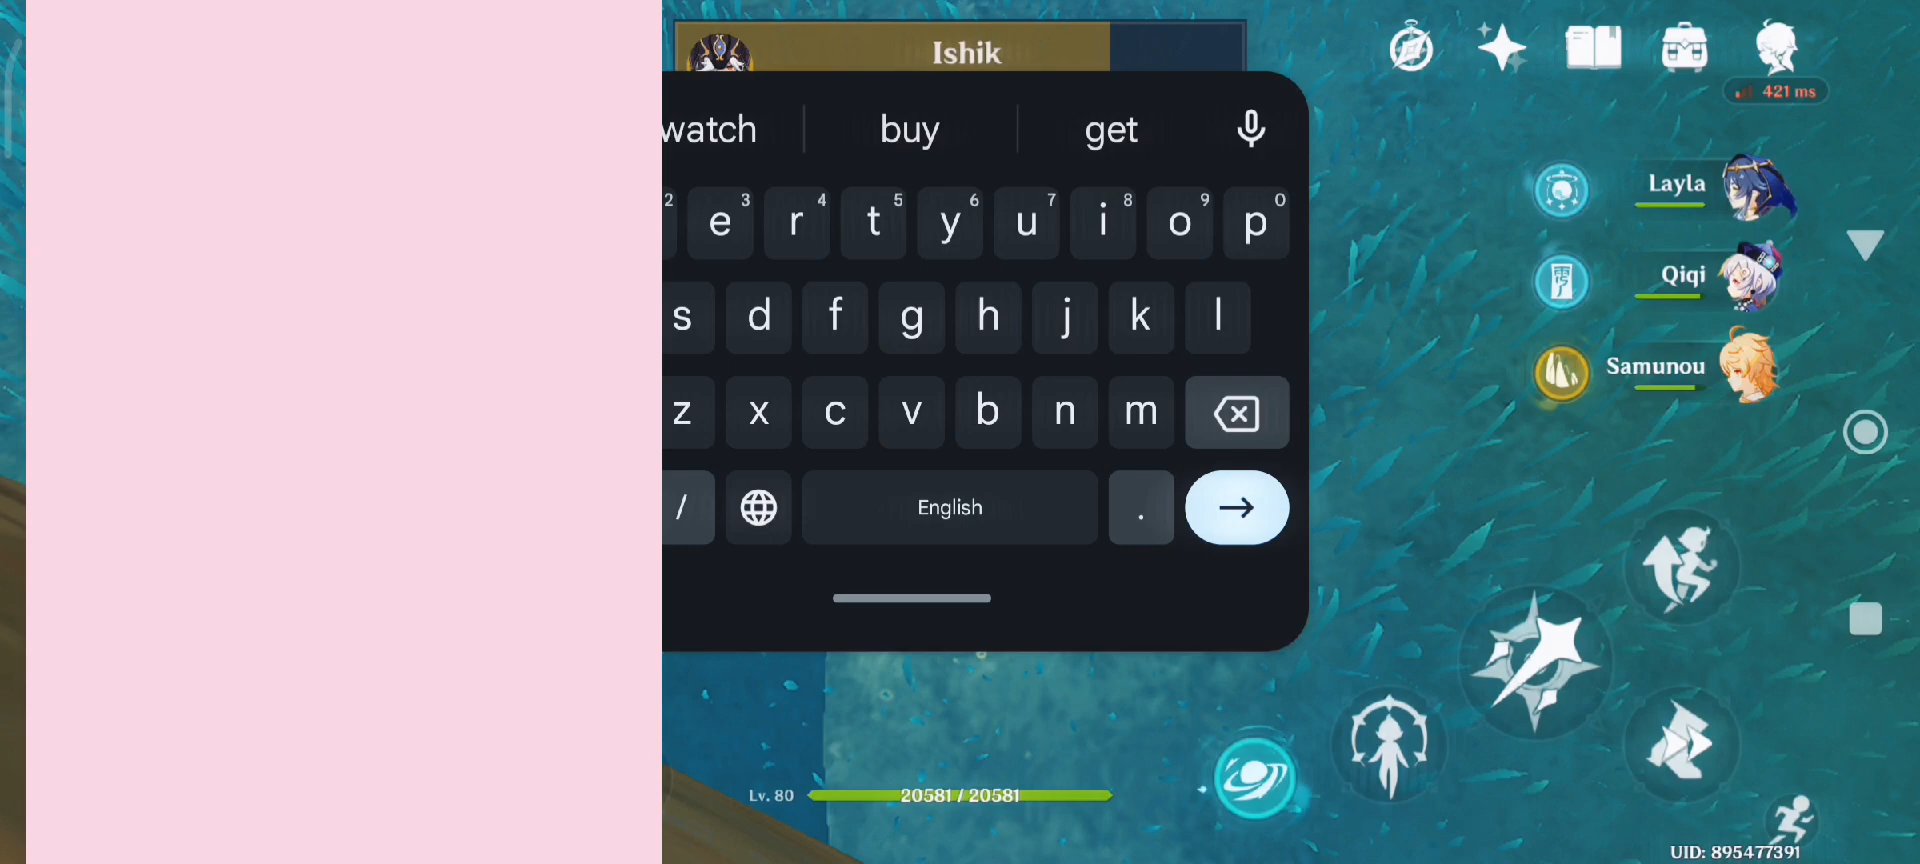 Ishik
421 ms
watch buy get
2 3 4 5 6 7 8 9 0
e r t y u i o p
s d f g h j k l
z x c v b n m
/ English .
Layla
Qiqi
Samunou
Lv. 80 20581 / 20581
UID: 895477391